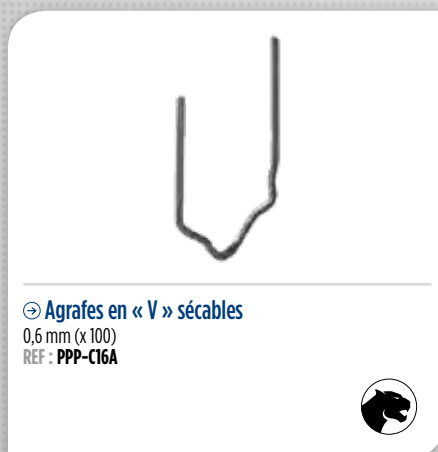 Agrafes en « V » sécables
0,6 mm (x 100)
REF : PPP-C16A